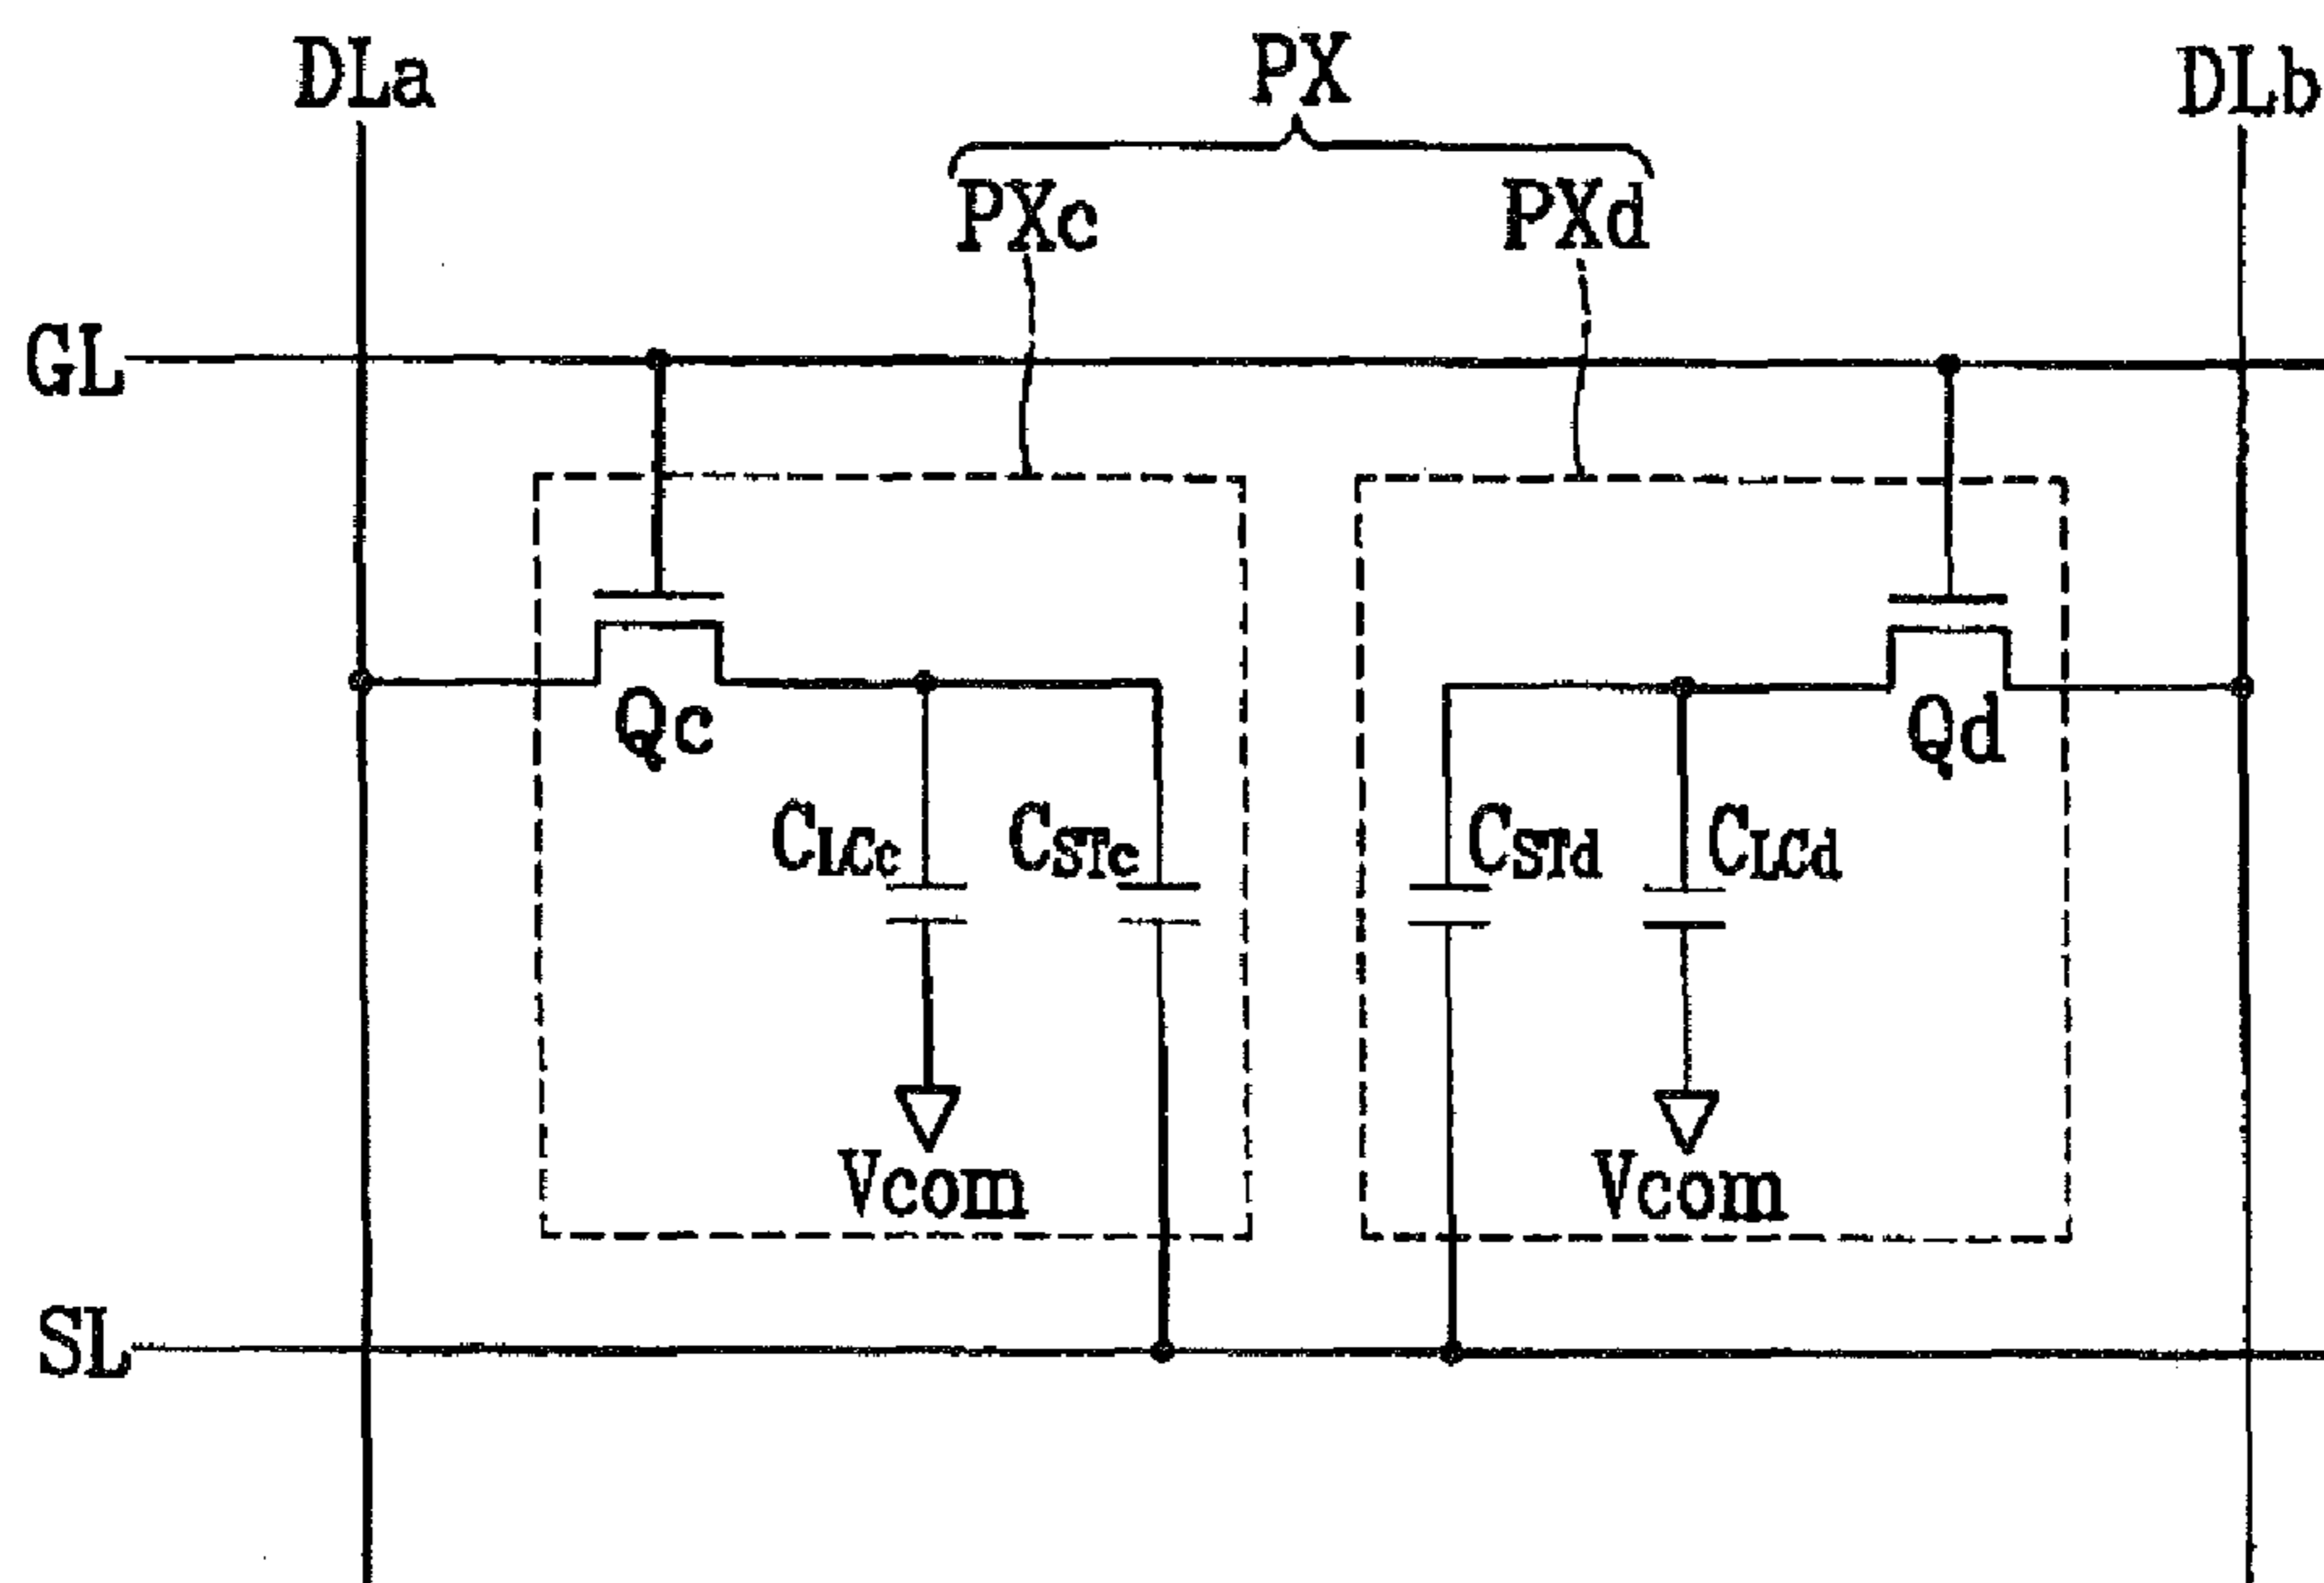 DLa
PX
DLb
PXc
PXd
GL
Qc
Qd
CLCc
CSTc
CSTd
CLCd
Vcom
Vcom
SL